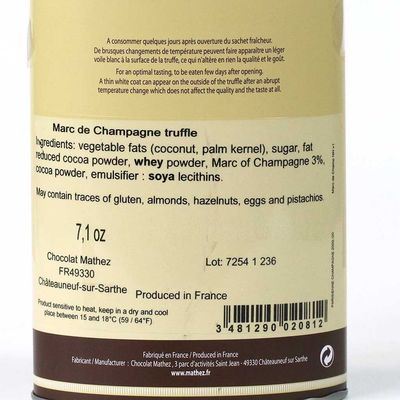 A consommer quelques jours après ouverture du sachet fraîcheur.
De brusques changements de température peuvent faire apparaître un léger
voile blanc à la surface de la truffe, ce qui n'altère en rien la qualité et le goût.
For an optimal tasting, to be eaten few days after opening.
A thin white coat can appear on the outside of the truffle after an abrupt
temperature change which does not affect the quality and the taste at all.
Marc de Champagne truffle
Ingredients: vegetable fats (coconut, palm kernel), sugar, fat
reduced cocoa powder, whey powder, Marc of Champagne 3%,
cocoa powder, emulsifier : soya lecithins.
May contain traces of gluten, almonds, hazelnuts, eggs and pistachios.
7,1 oz
Chocolat Mathez
FR49330
Châteauneuf-sur-Sarthe
Lot: 7254 1 236
Product sensitive to heat, keep in a dry and cool
place between 15 and 18°C (59 / 64°F)
Produced in France
3 481290 020812
Fabriqué en France / Produced in France
Fabricant / Manufacturer : Chocolat Mathez, 3 parc d'activités Saint Jean - 49330 Châteauneuf sur Sarthe
www.mathez.fr